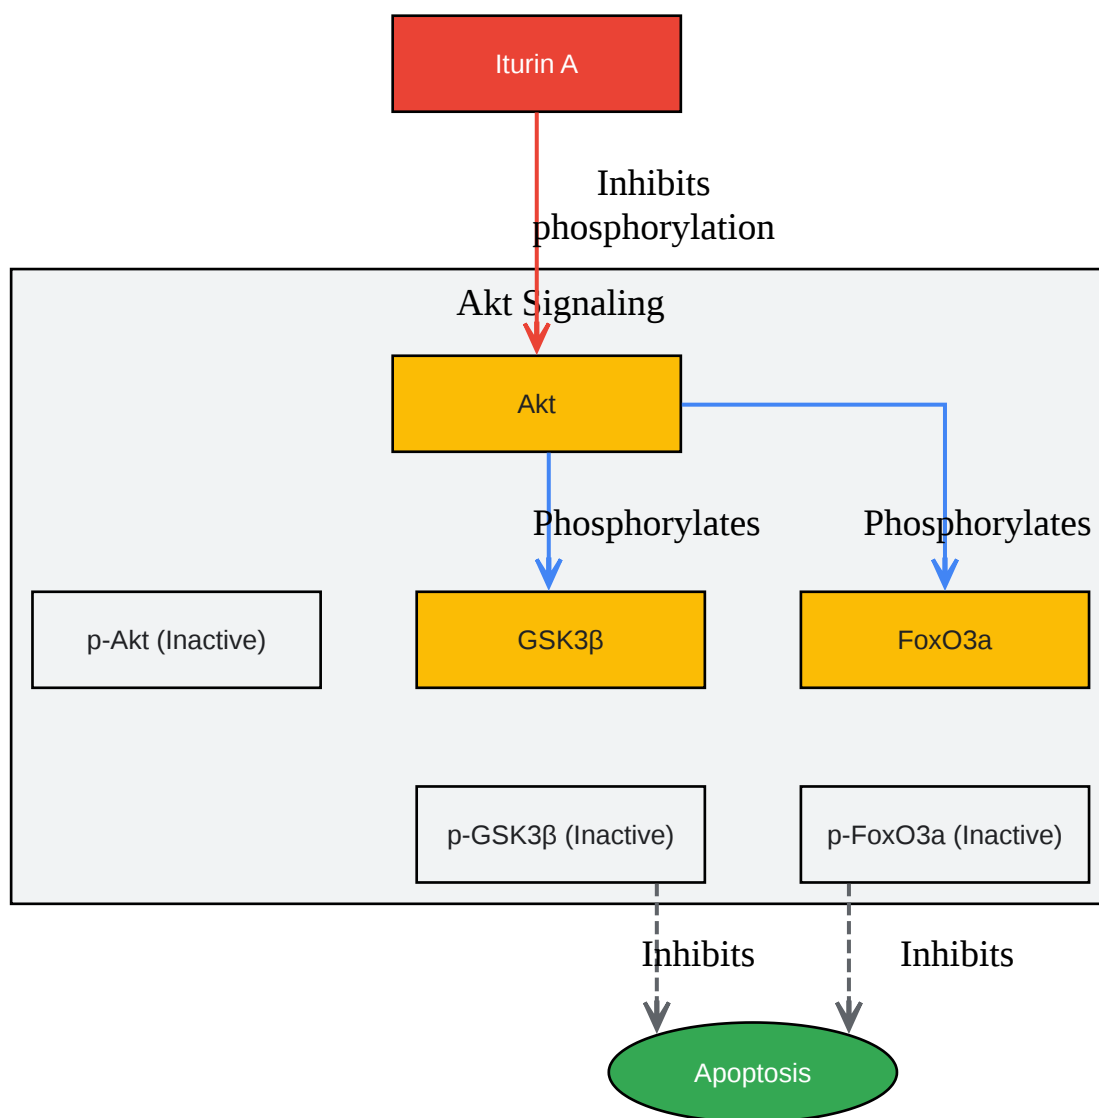 Iturin A
Inhibits
phosphorylation
Akt Signaling
Akt
Phosphorylates
Phosphorylates
p-Akt (Inactive)
GSK3β
FoxO3a
p-GSK3β (Inactive)
p-FoxO3a (Inactive)
Inhibits
Inhibits
Apoptosis